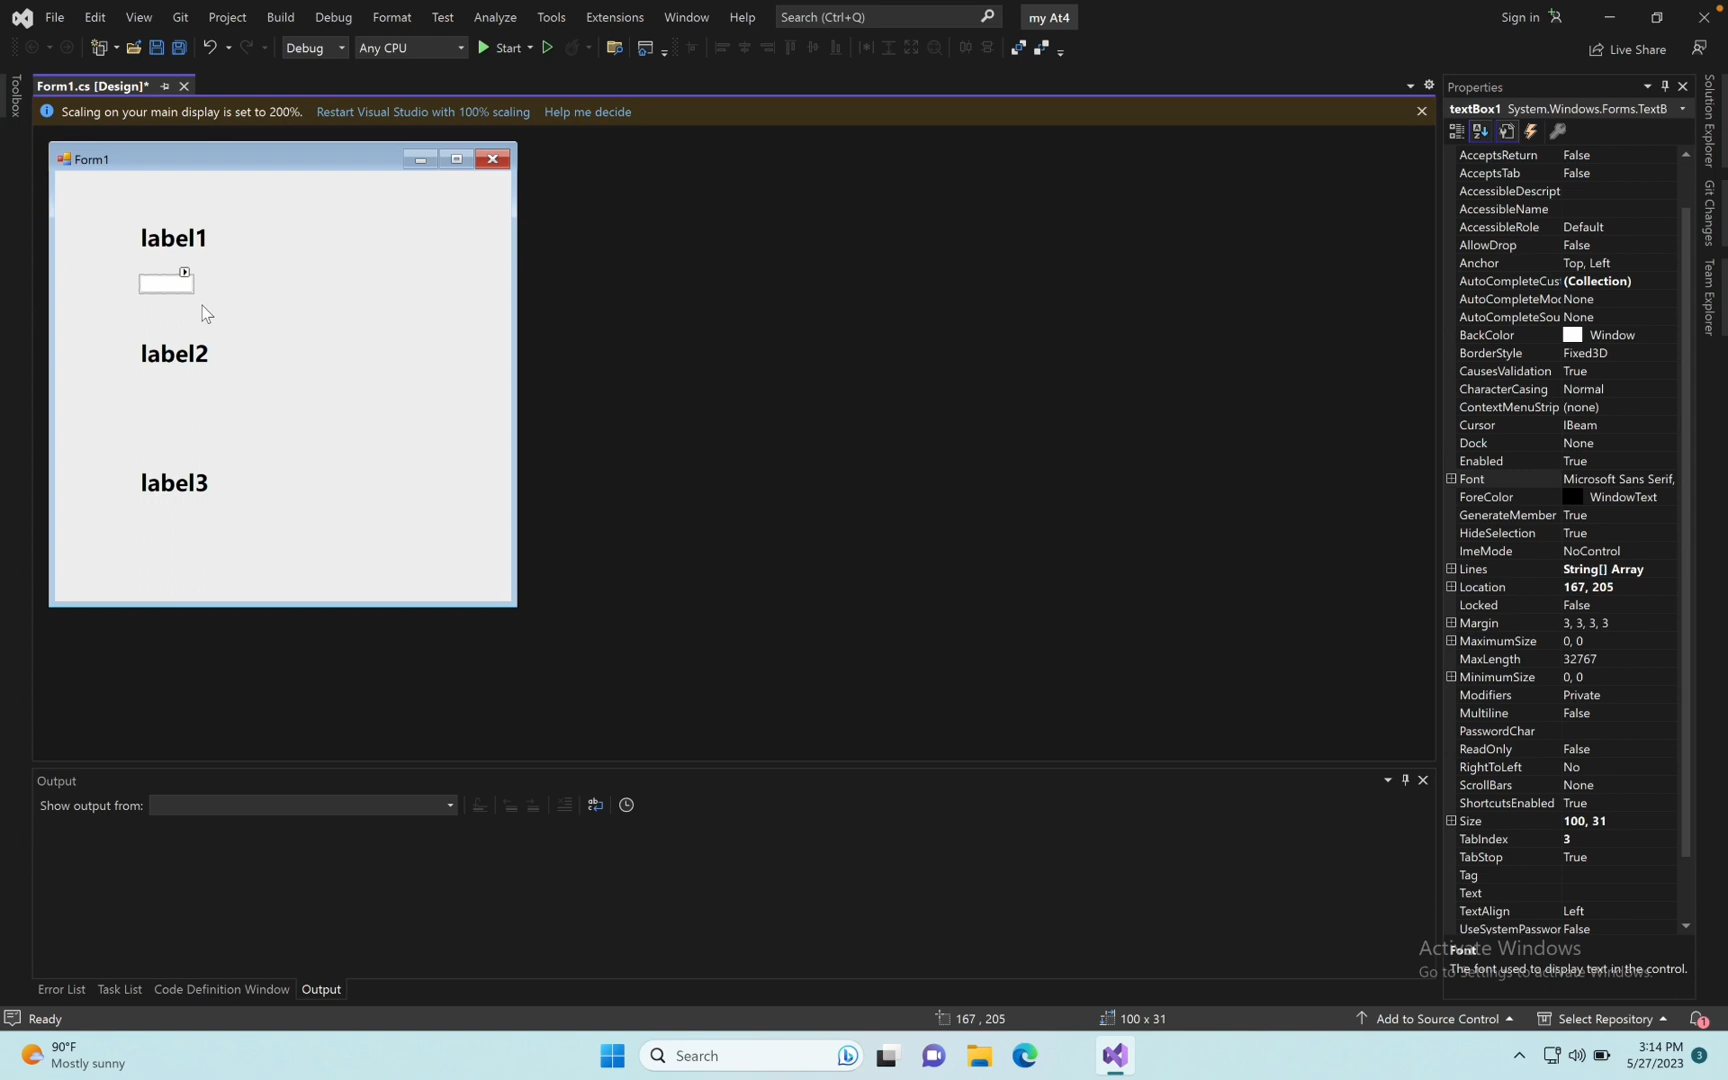 File Edit View Git Project Build Debug Format Test Analyze Tools Extensions Window Help Search (Ctrl+Q) my At4 Sign in
Debug Any CPU Start Live Share
Toolbox
Form1.cs [Design]*
Scaling on your main display is set to 200%. Restart Visual Studio with 100% scaling Help me decide
Form1
label1
label2
label3
Output
Show output from:
Error List Task List Code Definition Window Output
Properties
textBox1 System.Windows.Forms.TextB
AcceptsReturn False
AcceptsTab False
AccessibleDescript
AccessibleName
AccessibleRole Default
AllowDrop False
Anchor Top, Left
AutoCompleteCus (Collection)
AutoCompleteMoc None
AutoCompleteSou None
BackColor Window
BorderStyle Fixed3D
CausesValidation True
CharacterCasing Normal
ContextMenuStrip (none)
Cursor IBeam
Dock None
Enabled True
Font Microsoft Sans Serif,
ForeColor WindowText
GenerateMember True
HideSelection True
ImeMode NoControl
Lines String[] Array
Location 167, 205
Locked False
Margin 3, 3, 3, 3
MaximumSize 0, 0
MaxLength 32767
MinimumSize 0, 0
Modifiers Private
Multiline False
PasswordChar
ReadOnly False
RightToLeft No
ScrollBars None
ShortcutsEnabled True
Size 100, 31
TabIndex 3
TabStop True
Tag
Text
TextAlign Left
UseSystemPasswor False
Font
The font used to display text in the control.
Activate Windows
Go to Settings to activate Windows.
Solution Explorer
Git Changes
Team Explorer
Ready 167 , 205 100 x 31 Add to Source Control Select Repository 1
90°F
Mostly sunny
Search
3:14 PM
5/27/2023
3